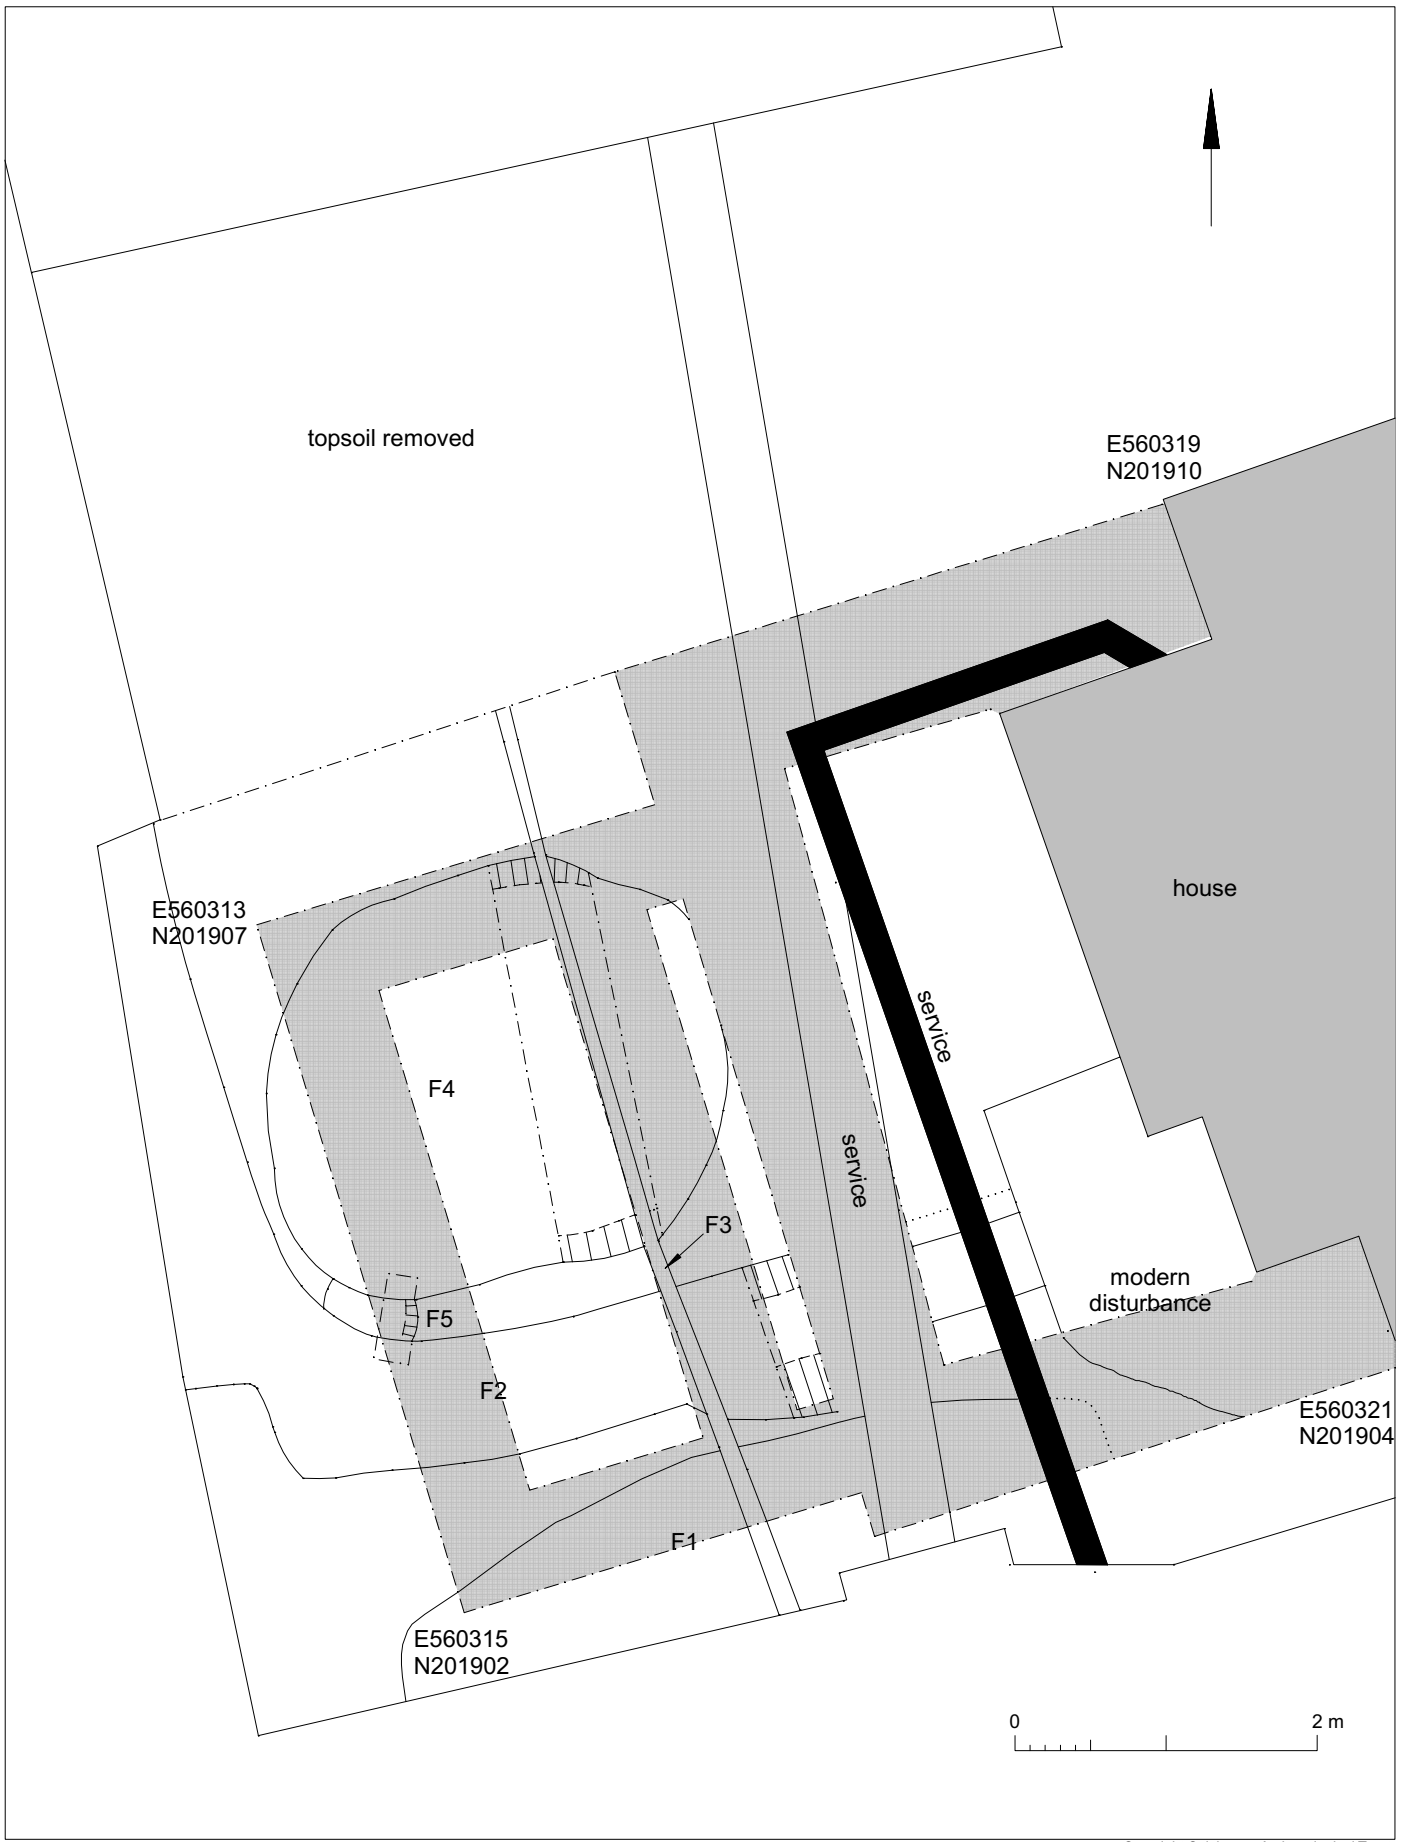 topsoil removed
E560319
N201910
house
E560313
N201907
service
F4
service
F3
modern
disturbance
F5
F2
E560321
N201904
F1
E560315
N201902
0 2 m